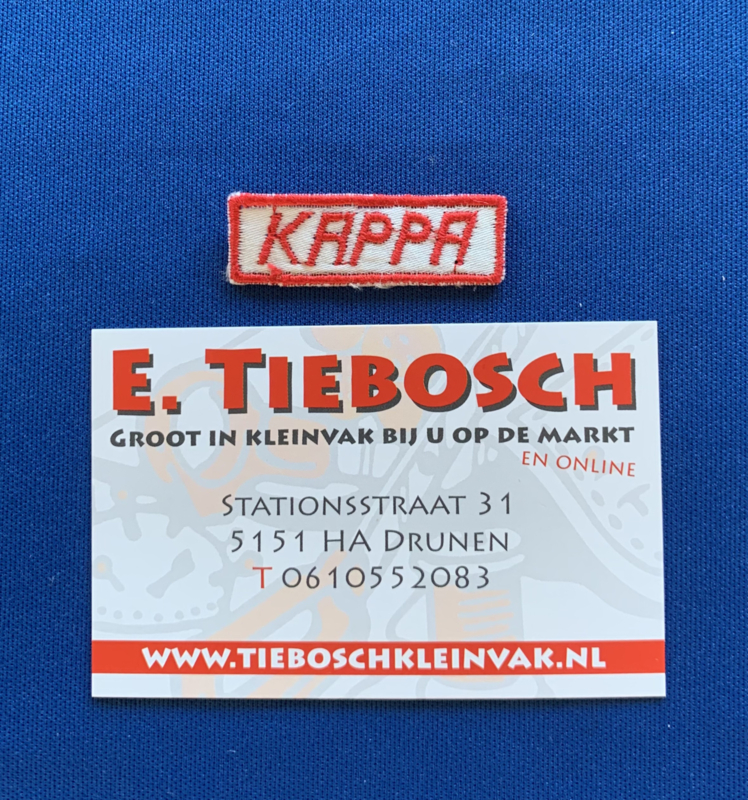 KAPPA
E. TIEBOSCH
GROOT IN KLEINVAK BIJ U OP DE MARKT
EN ONLINE
STATIONSSTRAAT 31
5151 HA DRUNEN
T 0610552083
WWW.TIEBOSCHKLEINVAK.NL